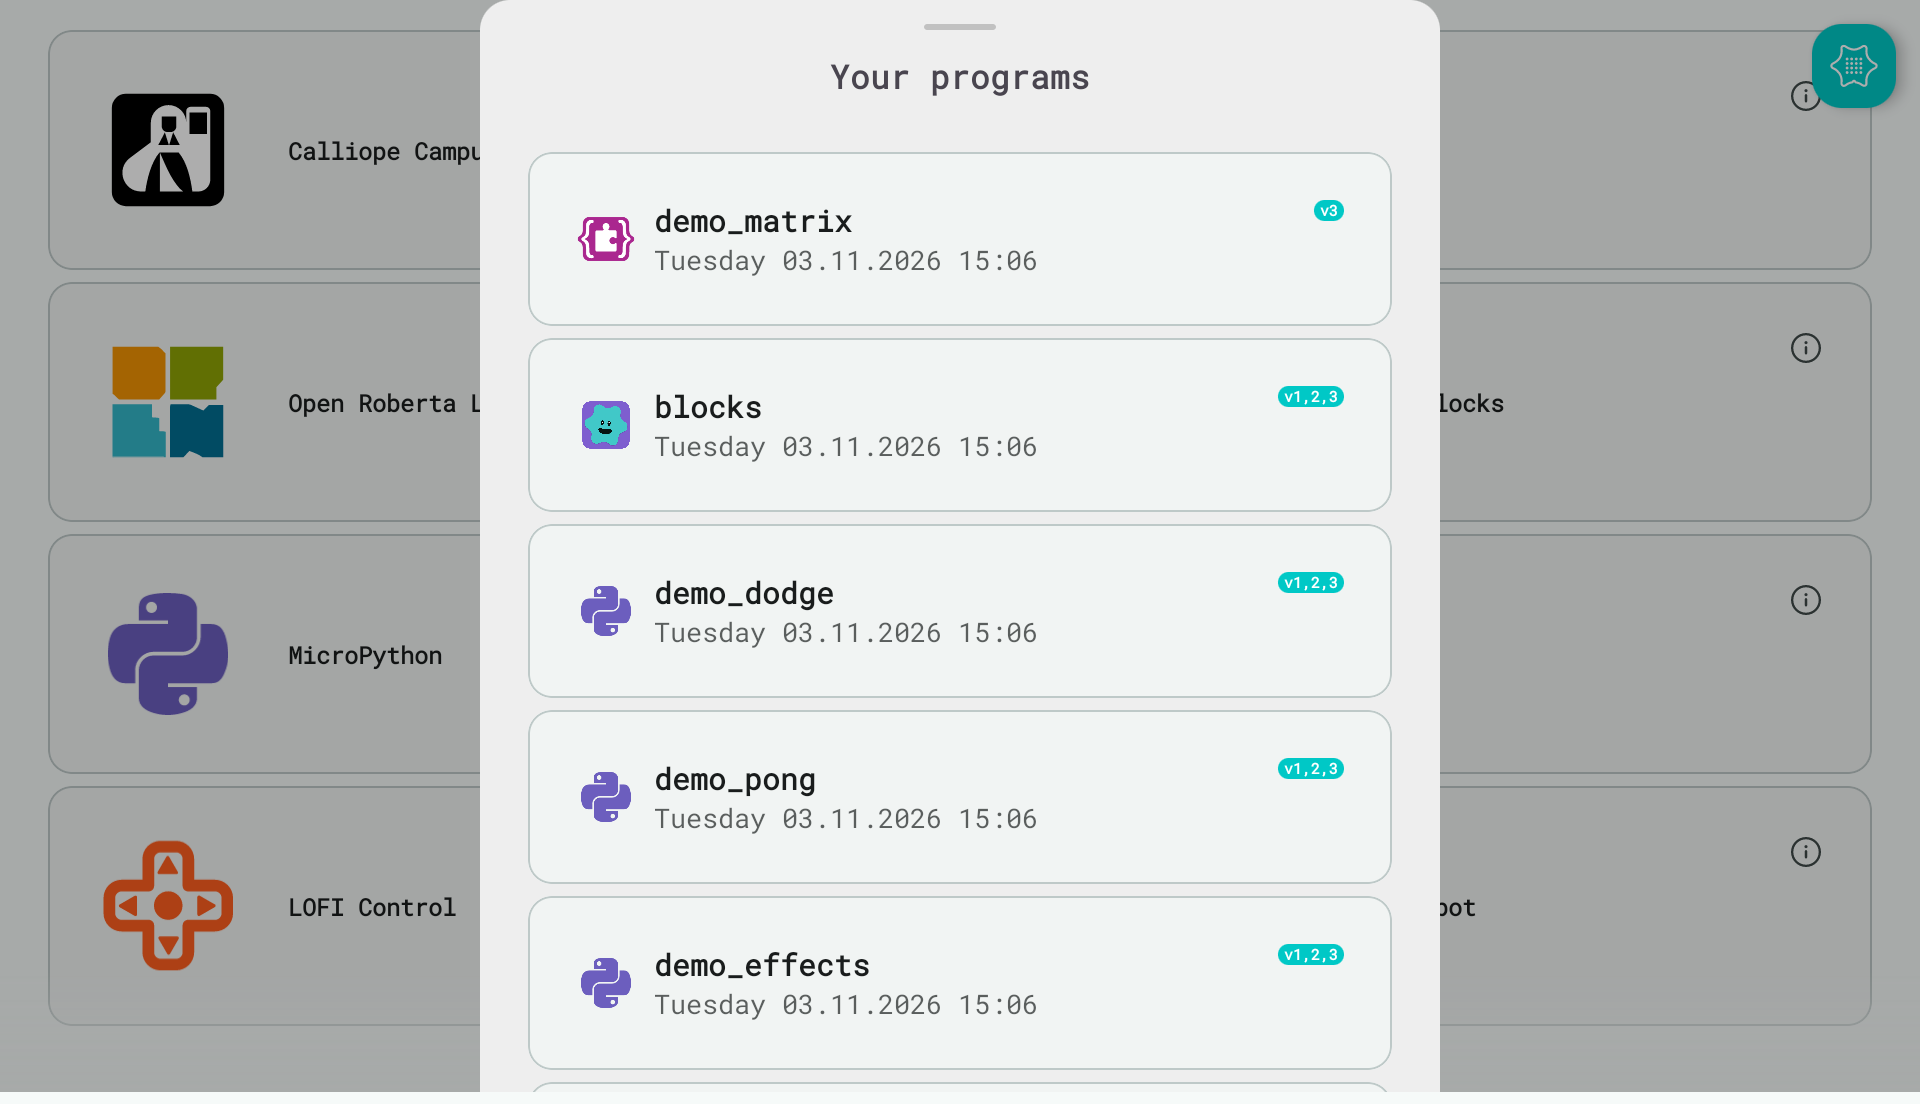 Your programs
Calliope Campu
demo_matrix
v3
Tuesday 03.11.2026 15:06
Open Roberta L
blocks
v1,2,3
Tuesday 03.11.2026 15:06
locks
MicroPython
demo_dodge
v1,2,3
Tuesday 03.11.2026 15:06
demo_pong
v1,2,3
Tuesday 03.11.2026 15:06
LOFI Control
demo_effects
v1,2,3
Tuesday 03.11.2026 15:06
bot